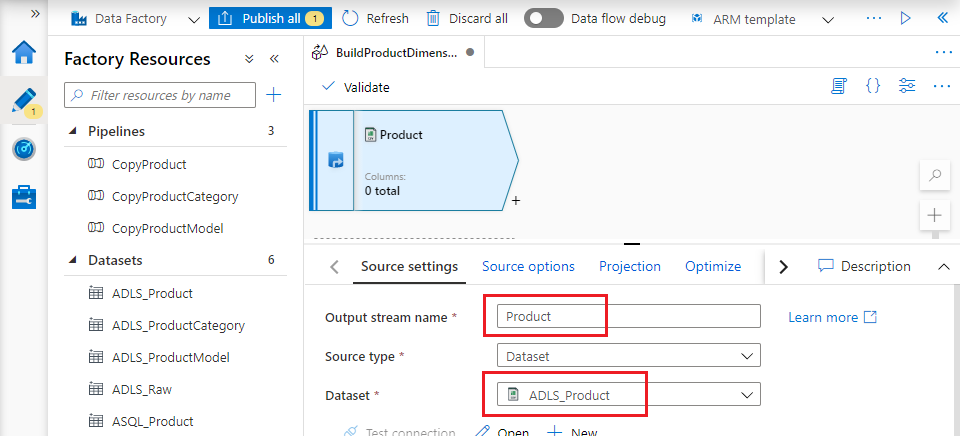 »
Data Factory
Publish all 1
Refresh
Discard all
Data flow debug
ARM template
Factory Resources
Filter resources by name
Pipelines 3
CopyProduct
CopyProductCategory
CopyProductModel
Datasets 6
ADLS_Product
ADLS_ProductCategory
ADLS_ProductModel
ADLS_Raw
ASQL_Product
1
BuildProductDimens...
Validate
Product
Columns:
0 total
Source settings
Source options
Projection
Optimize
Description
Output stream name *
Product
Learn more
Source type *
Dataset
Dataset *
ADLS_Product
Test connection
Open
New